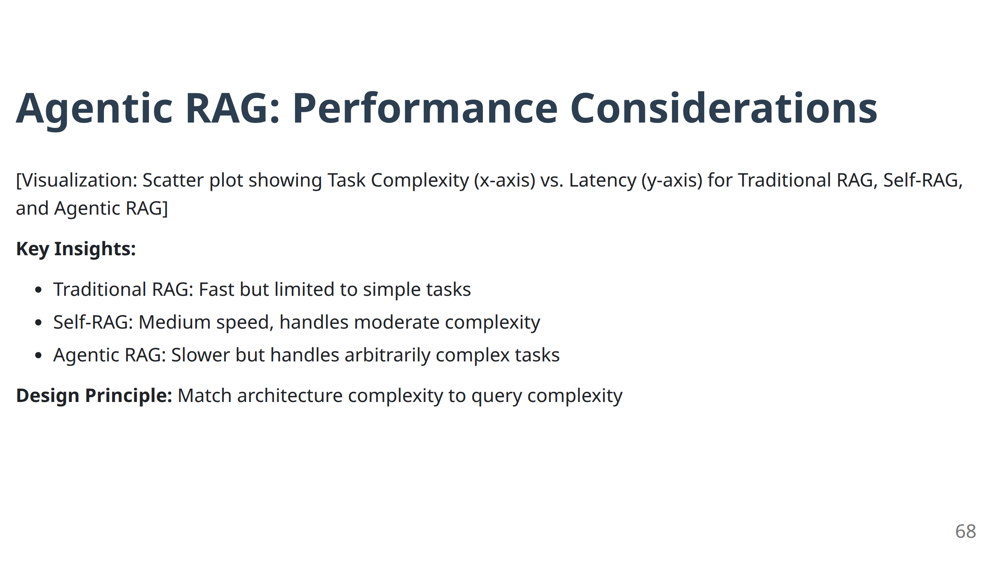 Agentic RAG: Performance Considerations
[Visualization: Scatter plot showing Task Complexity (x-axis) vs. Latency (y-axis) for Traditional RAG, Self-RAG,
and Agentic RAG]
Key Insights:
• Traditional RAG: Fast but limited to simple tasks
• Self-RAG: Medium speed, handles moderate complexity
• Agentic RAG: Slower but handles arbitrarily complex tasks
Design Principle: Match architecture complexity to query complexity
68